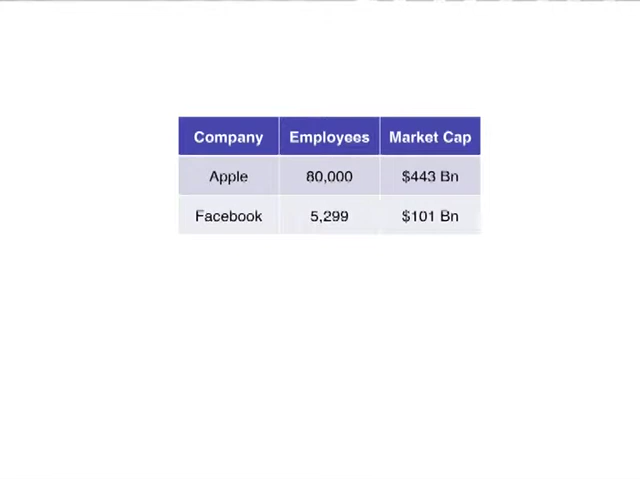 Company Employees Market Cap
Apple 80,000 $443 Bn
Facebook 5,299 $101 Bn